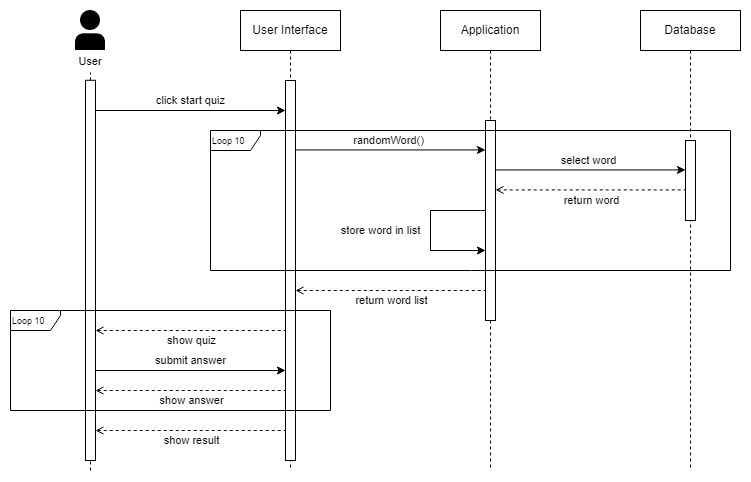 User
User Interface
Application
Database
click start quiz
Loop 10
randomWord()
select word
return word
store word in list
return word list
Loop 10
show quiz
submit answer
show answer
show result